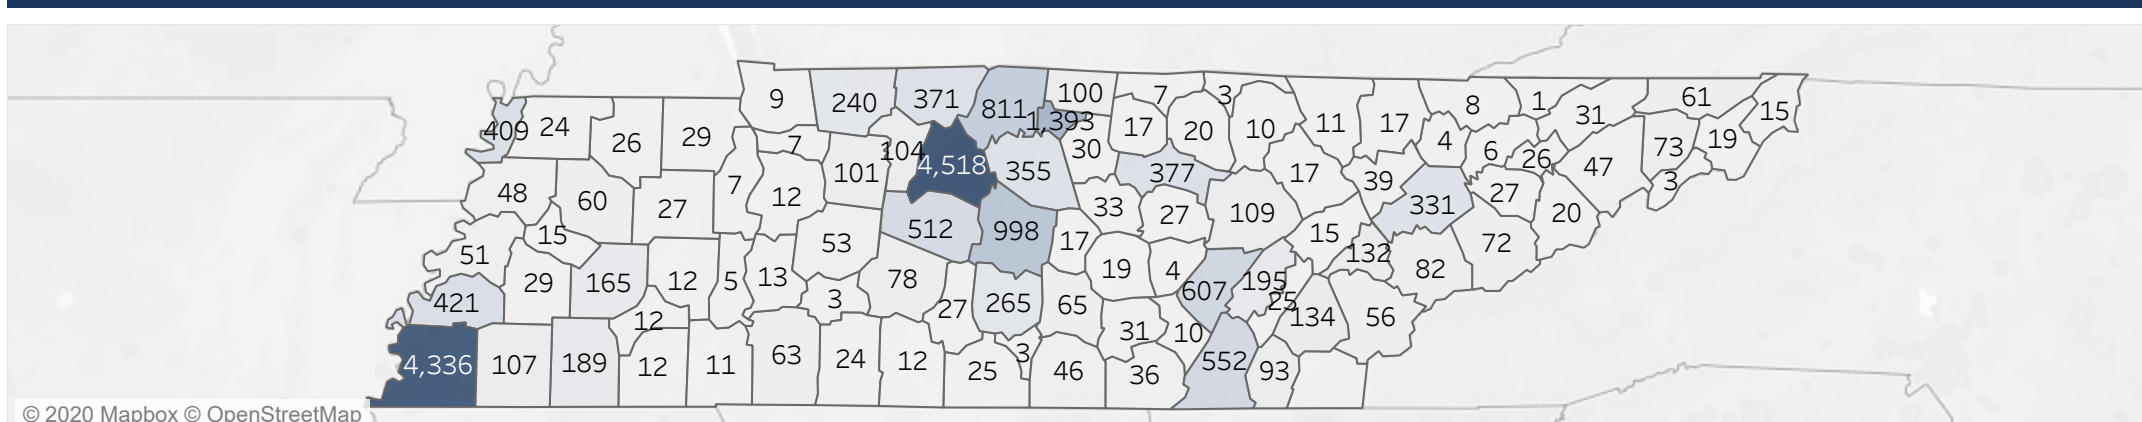 9 240 371 811 100 7 3 8 1 31 61 15
409 24 26 29 7 104 1,393 30 17 20 10 11 17 4 6 26 47 73 19
101 4,518 355 377 17 39 3
48 60 27 7 12 33 27 109 331 27 20
51 15 53 512 998 17 15 132 82 72
421 29 165 12 5 13 78 19 4 607 195
3 27 265 65 25 134 56
12 31 10
4,336 107 189 12 11 63 24 12 25 3 46 36 552 93
© 2020 Mapbox © OpenStreetMap